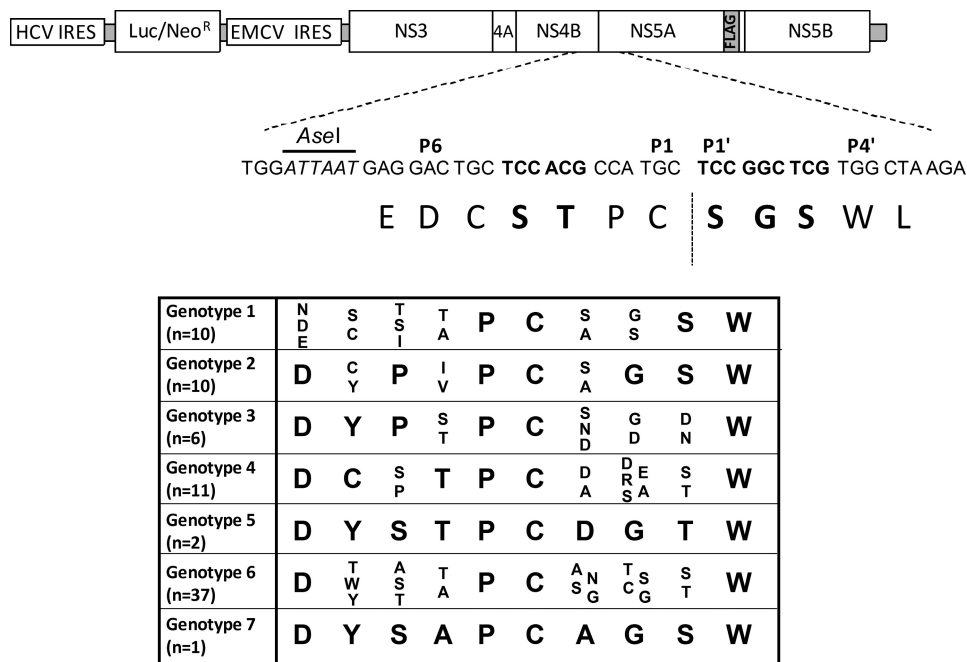 HCV IRES Luc/Neo^R EMCV IRES NS3 4A NS4B NS5A FLAG NS5B
AseI P6 P1 P1' P4'
TGGATTAAT GAG GAC TGC TCC ACG CCA TGC TCC GGC TCG TGG CTA AGA
E D C S T P C S G S W L
Genotype 1
(n=10)
N D E S C T S I T A P C S A G S S W
Genotype 2
(n=10)
D C Y P I V P C S A G S W
Genotype 3
(n=6)
D Y P S T P C S N D G D D N W
Genotype 4
(n=11)
D C S P T P C D A D R S E A S T W
Genotype 5
(n=2)
D Y S T P C D G T W
Genotype 6
(n=37)
D T W Y A S T T A P C A S N G T C S G S T W
Genotype 7
(n=1)
D Y S A P C A G S W